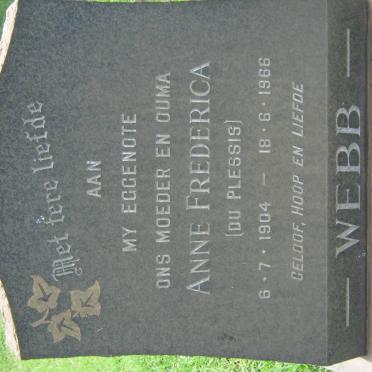 Met tere liefde
AAN
MY EGGENOTE
ONS MOEDER EN OUMA
ANNE FREDERICA
(DU PLESSIS)
6·7·1904 — 18·6·1966
GELOOF, HOOP EN LIEFDE
— WEBB —